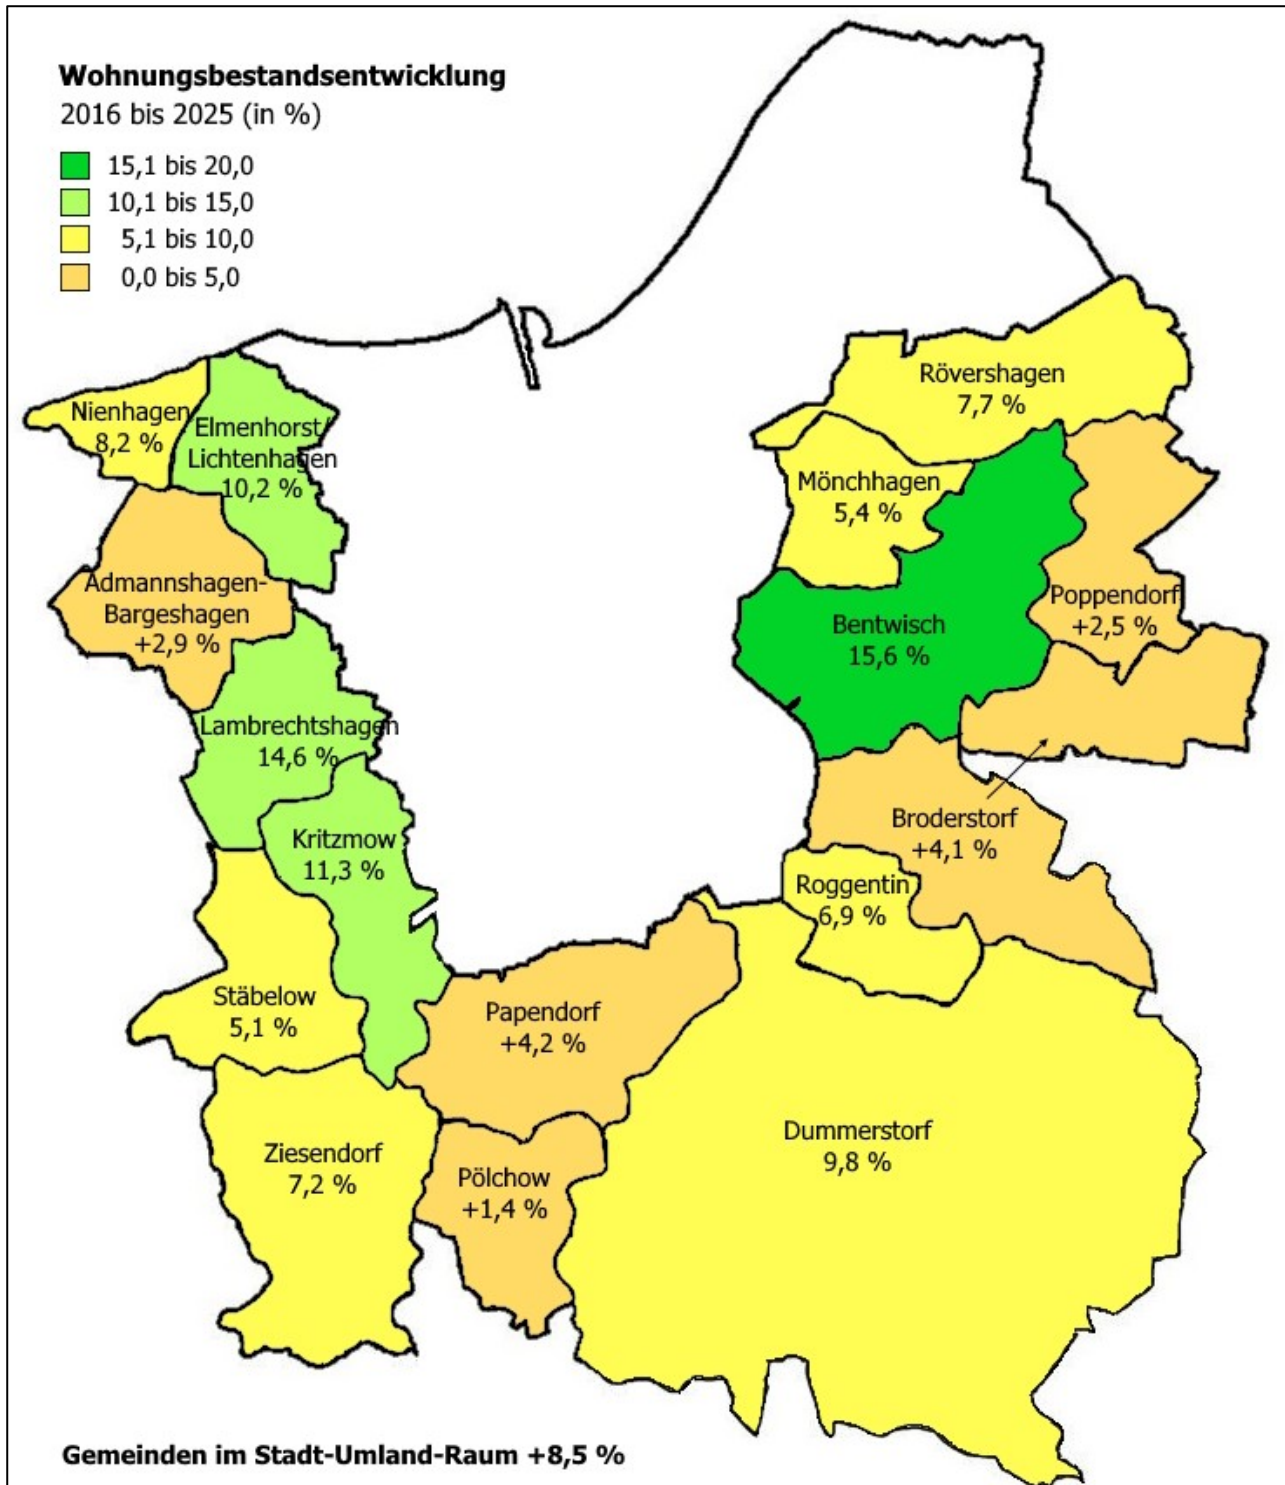 Wohnungsbestandsentwicklung
2016 bis 2025 (in %)
15,1 bis 20,0
10,1 bis 15,0
5,1 bis 10,0
0,0 bis 5,0
Rövershagen
7,7 %
Nienhagen
8,2 %
Elmenhorst/
Lichtenhagen
10,2 %
Mönchhagen
5,4 %
Admannshagen-
Bargeshagen
+2,9 %
Poppendorf
+2,5 %
Bentwisch
15,6 %
Lambrechtshagen
14,6 %
Kritzmow
11,3 %
Broderstorf
+4,1 %
Roggentin
6,9 %
Stäbelow
5,1 %
Papendorf
+4,2 %
Dummerstorf
9,8 %
Ziesendorf
7,2 %
Pölchow
+1,4 %
Gemeinden im Stadt-Umland-Raum +8,5 %